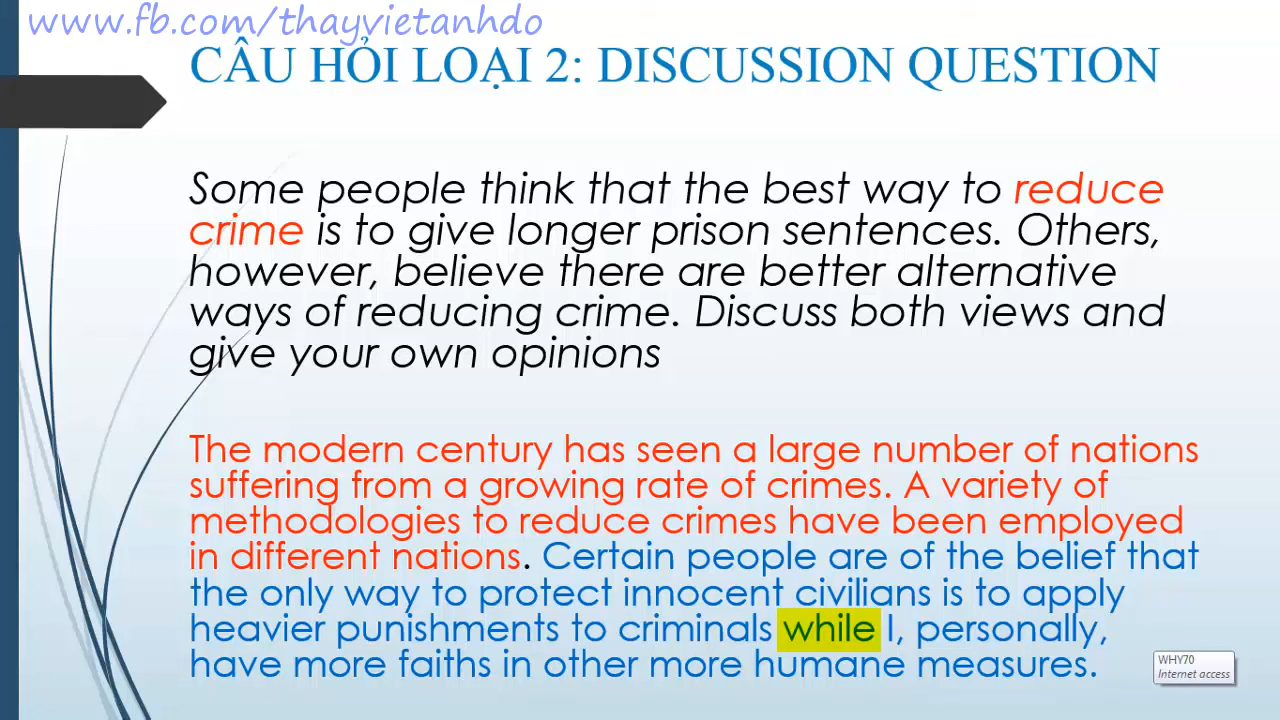 www.fb.com/thayvietanhdo
CÂU HỎI LOẠI 2: DISCUSSION QUESTION
Some people think that the best way to reduce
crime is to give longer prison sentences. Others,
however, believe there are better alternative
ways of reducing crime. Discuss both views and
give your own opinions
The modern century has seen a large number of nations
suffering from a growing rate of crimes. A variety of
methodologies to reduce crimes have been employed
in different nations. Certain people are of the belief that
the only way to protect innocent civilians is to apply
heavier punishments to criminals while I, personally,
have more faiths in other more humane measures.
WHY70
Internet access